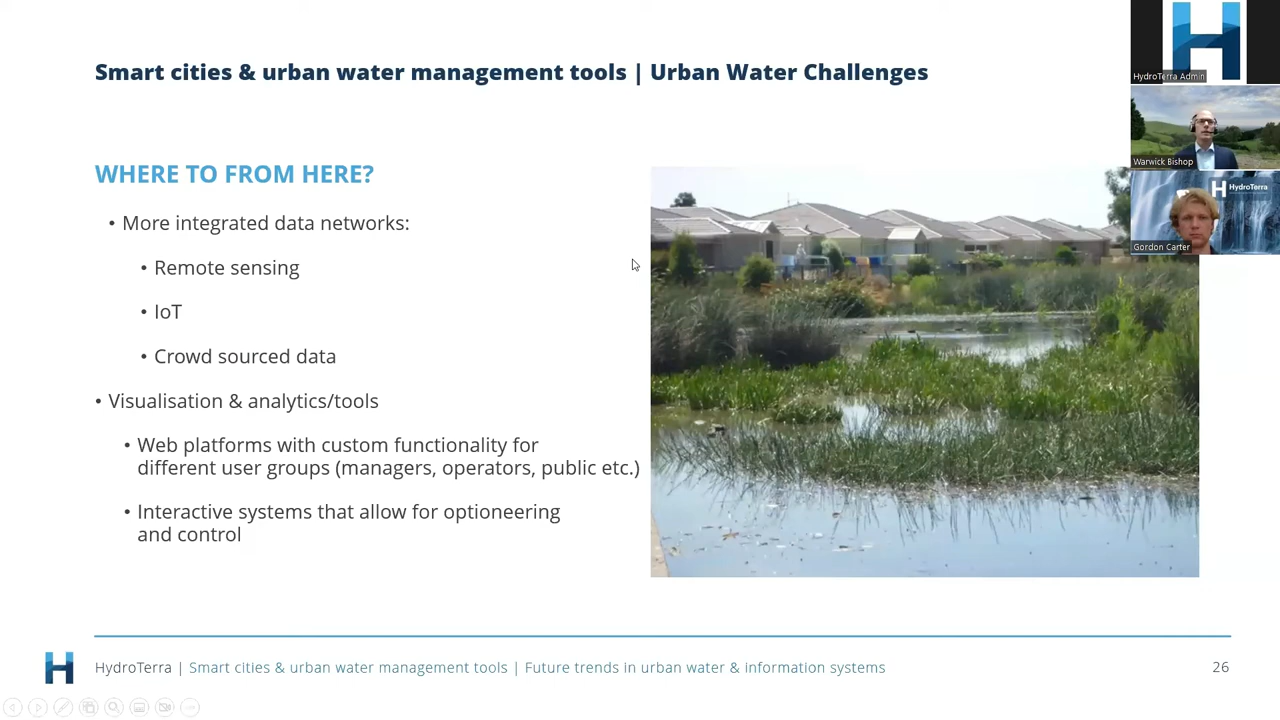 Smart cities & urban water management tools | Urban Water Challenges
HydroTerra Admin
Warwick Bishop
HydroTerra
Gordon Carter
WHERE TO FROM HERE?
• More integrated data networks:
• Remote sensing
• IoT
• Crowd sourced data
• Visualisation & analytics/tools
• Web platforms with custom functionality for
different user groups (managers, operators, public etc.)
• Interactive systems that allow for optioneering
and control
HydroTerra | Smart cities & urban water management tools | Future trends in urban water & information systems
26